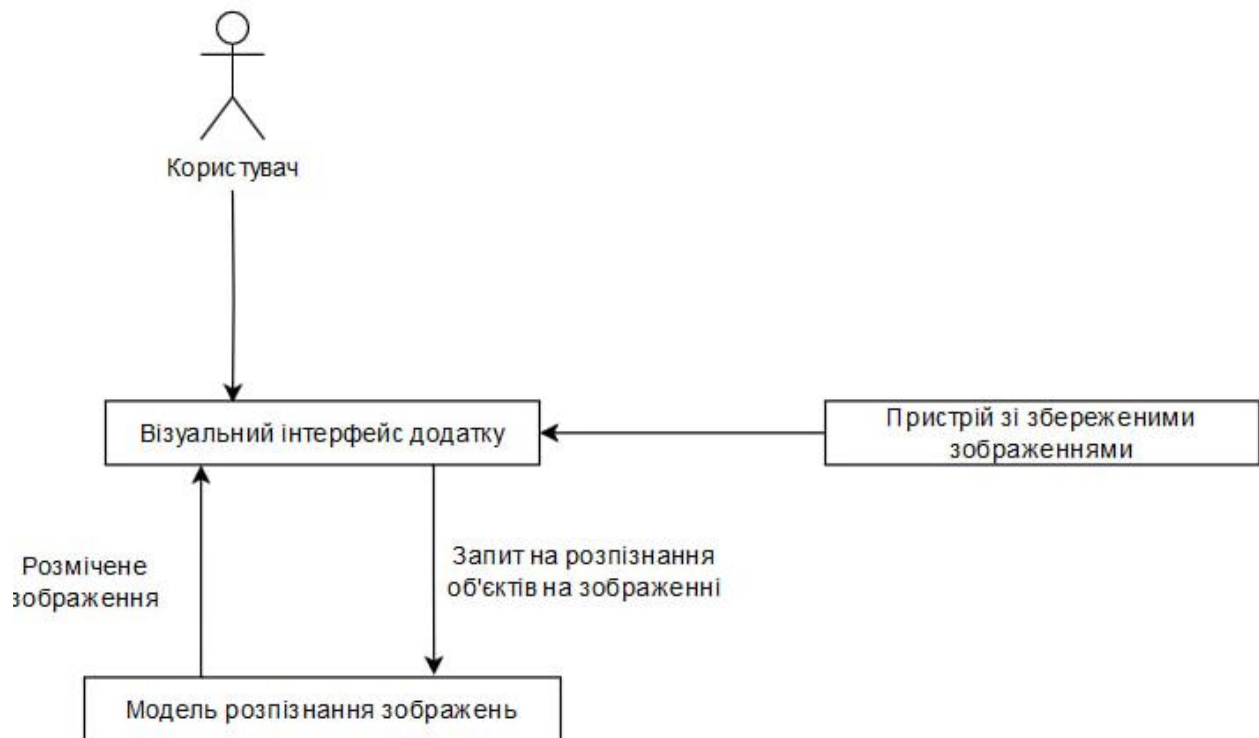 Користувач
Візуальний інтерфейс додатку
Пристрій зі збереженими
зображеннями
Розмічене
зображення
Запит на розпізнання
об'єктів на зображенні
Модель розпізнання зображень